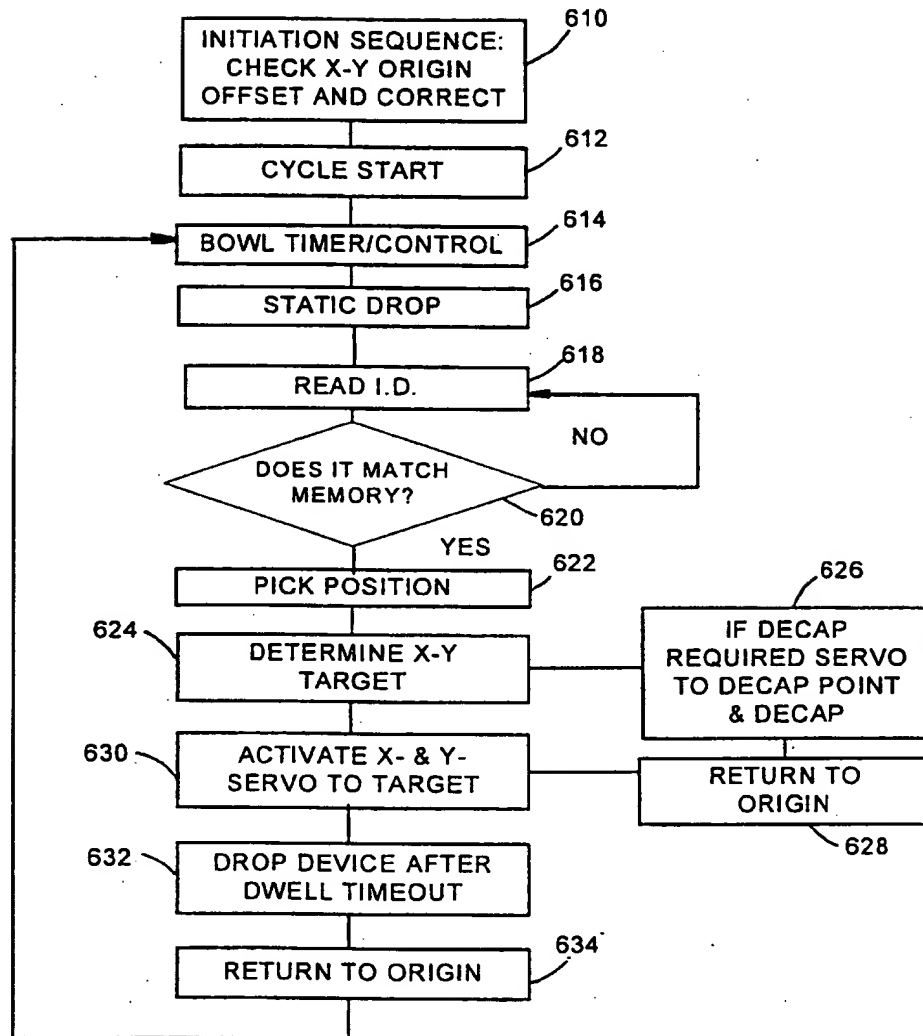 INITIATION SEQUENCE:
CHECK X-Y ORIGIN
OFFSET AND CORRECT
610
CYCLE START
612
BOWL TIMER/CONTROL
614
STATIC DROP
616
READ I.D.
618
NO
DOES IT MATCH
MEMORY?
620
YES
PICK POSITION
622
624
DETERMINE X-Y
TARGET
626
IF DECAP
REQUIRED SERVO
TO DECAP POINT
& DECAP
630
ACTIVATE X- & Y-
SERVO TO TARGET
RETURN TO
ORIGIN
628
632
DROP DEVICE AFTER
DWELL TIMEOUT
RETURN TO ORIGIN
634